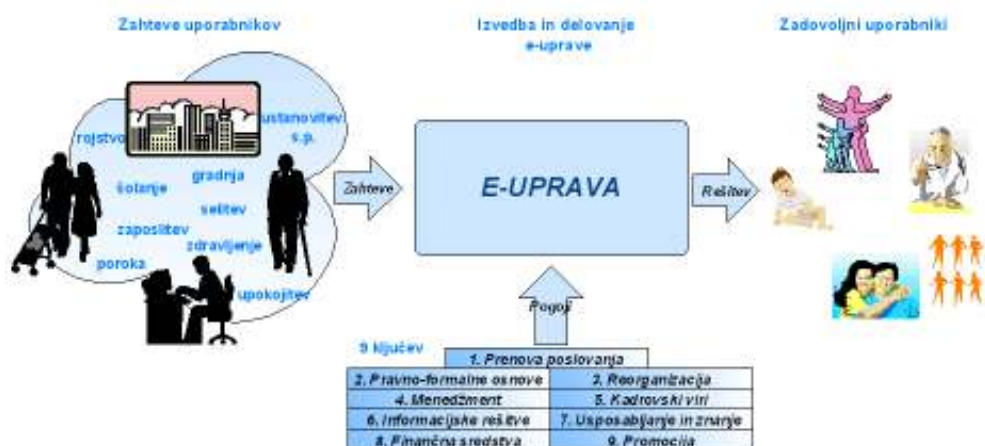 Zahteve uporabnikov
Izvedba in delovanje
e-uprave
Zadovoljni uporabniki
rojstvo
ustanovitev
s.p.
gradnja
šolanje
selitev
zaposlitev
zdravljenje
poroka
upokojitev
Zahteve
E-UPRAVA
Rešitev
Pogoji
9 ključev
1. Prenova poslovanja
2. Pravno-formalne osnove
3. Reorganizacija
4. Menedžment
5. Kadrovski viri
6. Informacijske rešitve
7. Usposabljanje in znanje
8. Finančna sredstva
9. Promocija